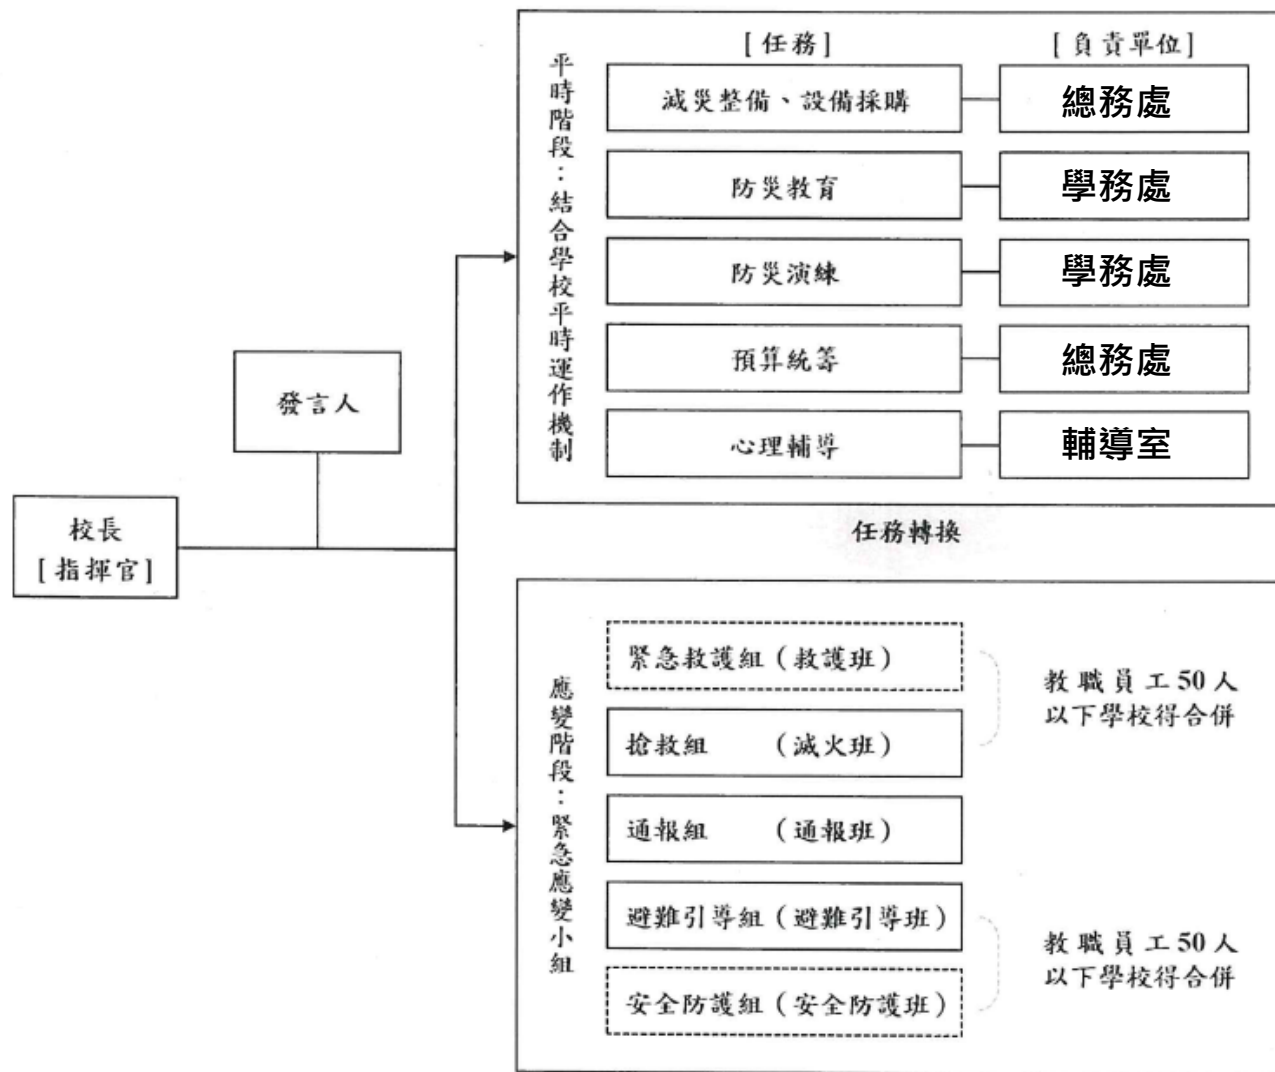 [任務]
[負責單位]
平時階段：結合學校平時運作機制
減災整備、設備採購
總務處
防災教育
學務處
防災演練
學務處
預算統籌
總務處
心理輔導
輔導室
發言人
校長
[指揮官]
任務轉換
應變階段：緊急應變小組
緊急救護組（救護班）
搶救組　　（滅火班）
教職員工50人
以下學校得合併
通報組　　（通報班）
避難引導組（避難引導班）
安全防護組（安全防護班）
教職員工50人
以下學校得合併